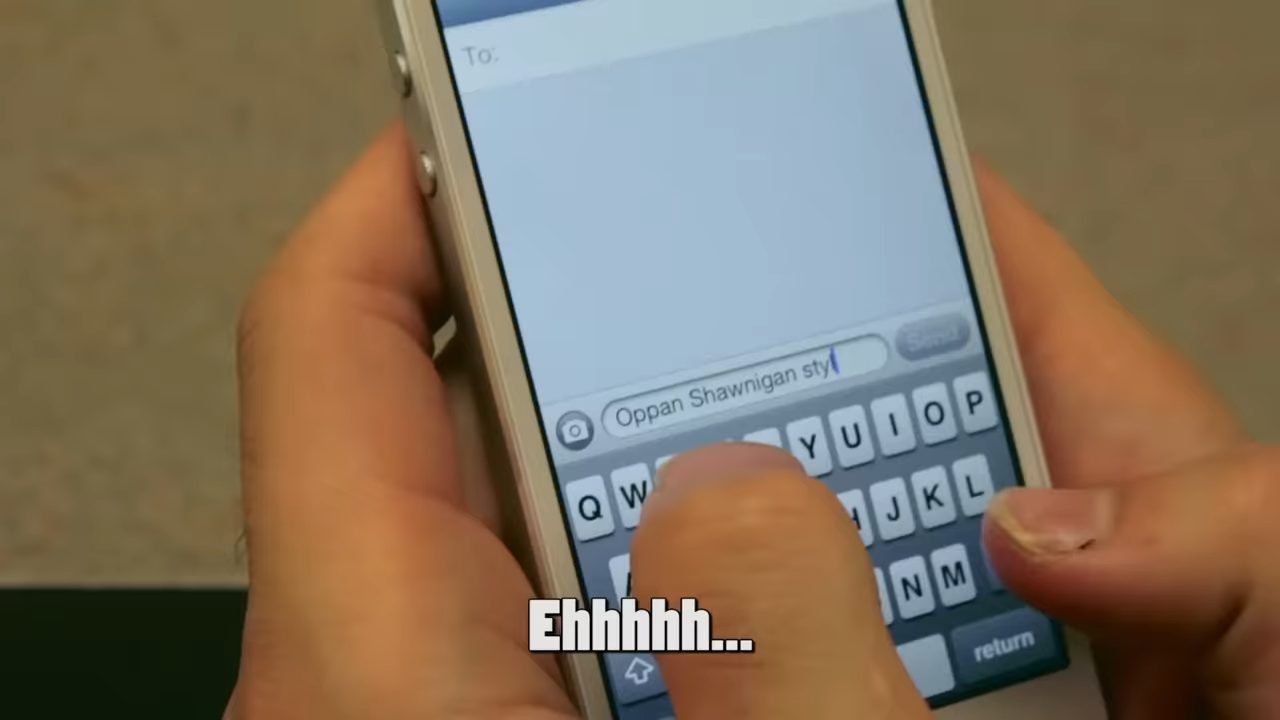 To:
Send
Oppan Shawnigan sty
Q W Y U I O P
J K L
N M
return
Ehhhhh...